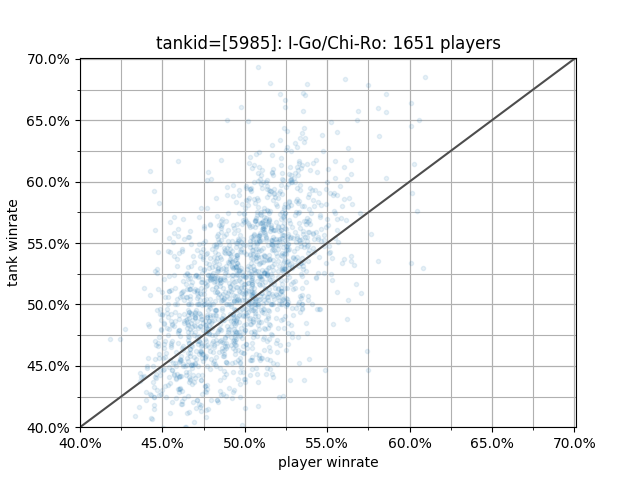 tankid=[5985]: I-Go/Chi-Ro: 1651 players
70.0%
65.0%
60.0%
55.0%
50.0%
45.0%
40.0%
tank winrate
40.0% 45.0% 50.0% 55.0% 60.0% 65.0% 70.0%
player winrate